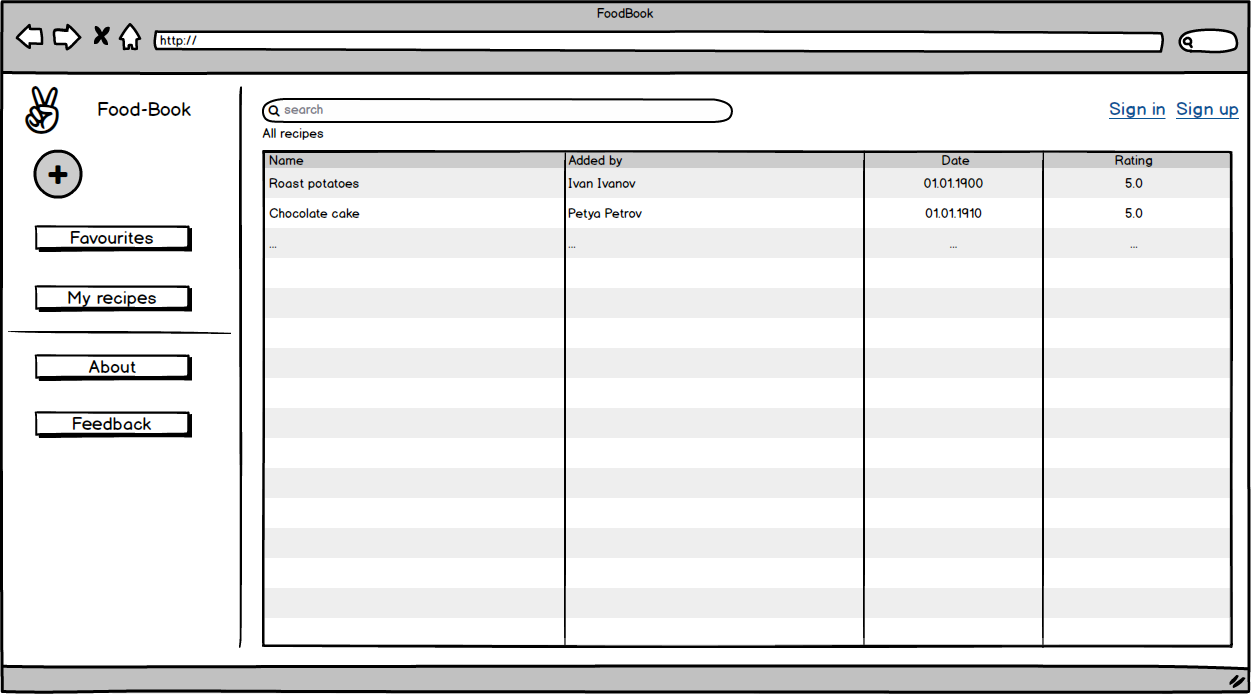 FoodBook
http://
Food-Book
Favourites
My recipes
About
Feedback
search
Sign in Sign up
All recipes
Name Added by Date Rating
Roast potatoes Ivan Ivanov 01.01.1900 5.0
Chocolate cake Petya Petrov 01.01.1910 5.0
... ... ... ...